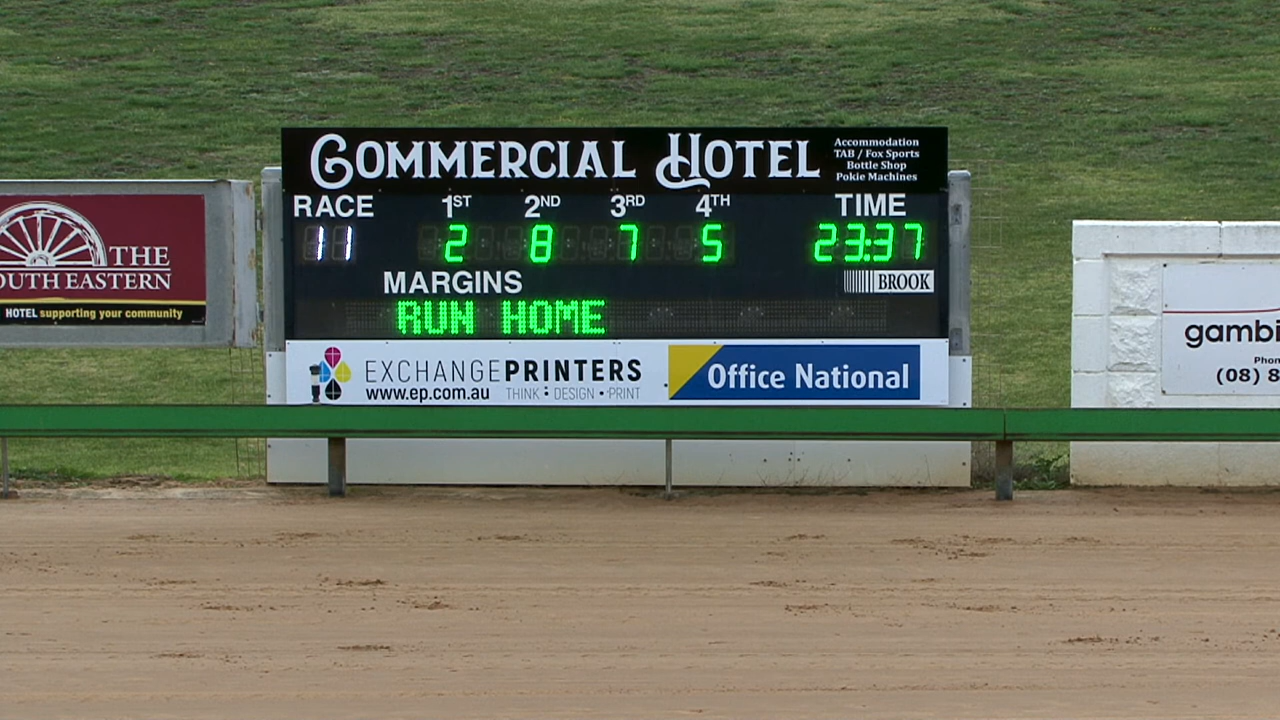 COMMERCIAL HOTEL
Accommodation
TAB / Fox Sports
Bottle Shop
Pokie Machines
RACE 1ST 2ND 3RD 4TH TIME
11 2 8 7 5 23:37
MARGINS
BROOK
RUN HOME
EXCHANGEPRINTERS
www.ep.com.au THINK : DESIGN • PRINT
Office National
THE
OUTH EASTERN
HOTEL supporting your community
gambi
Phon
(08) 8